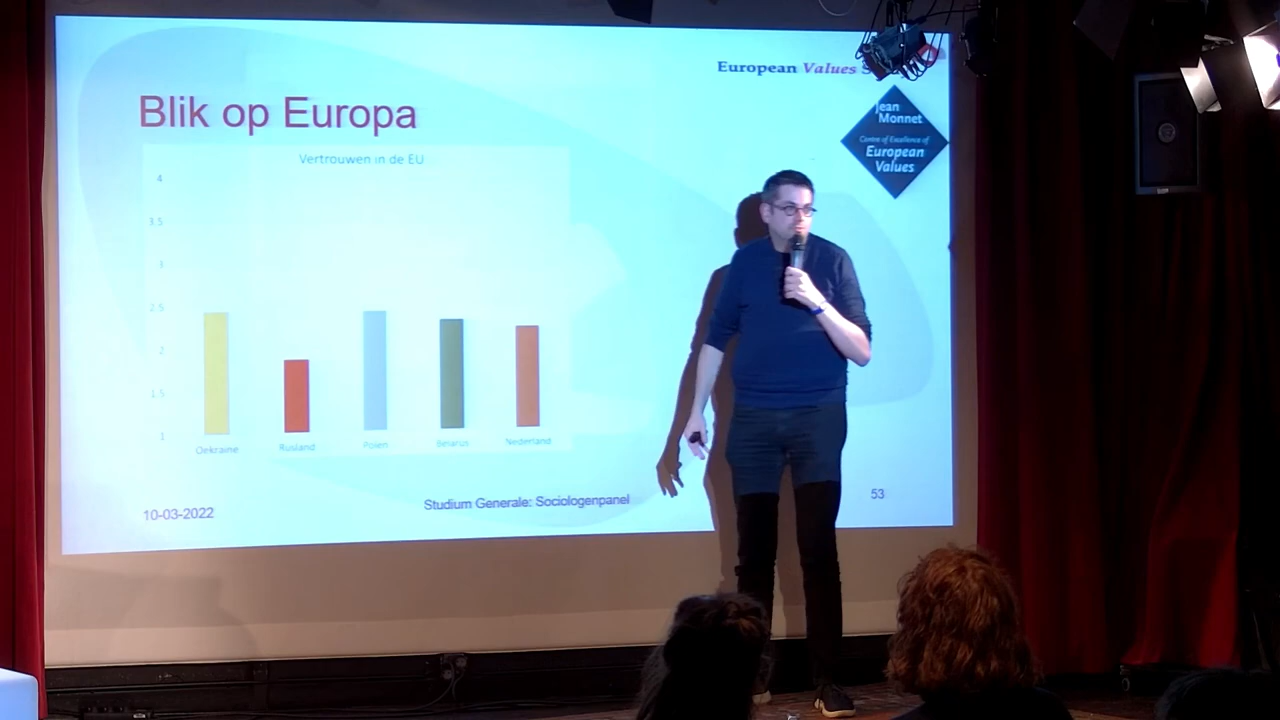 European Values
Blik op Europa
Jean
Monnet
Centre of Excellence of
European
Values
Vertrouwen in de EU
4
3.5
3
2.5
2
1.5
1
Oekraïne
Rusland
Polen
Belarus
Nederland
10-03-2022
Studium Generale: Sociologenpanel
53